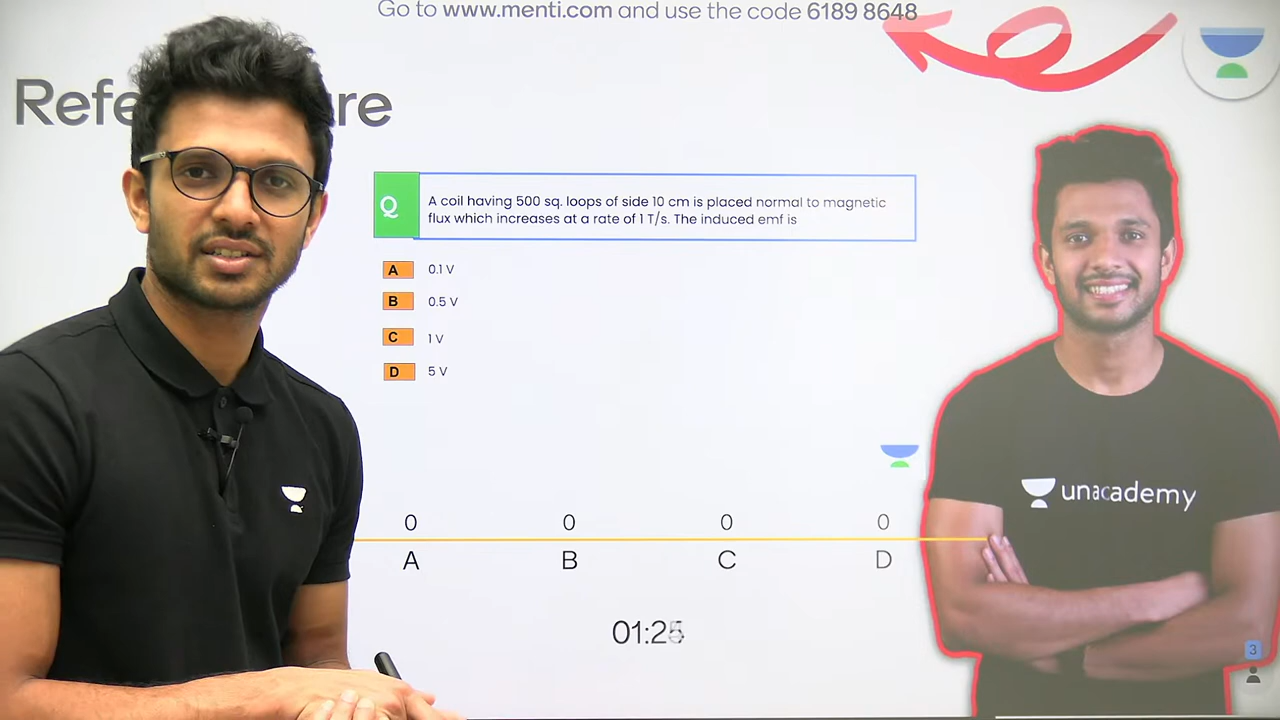 Go to www.menti.com and use the code 6189 8648
Refe
re
Q
A coil having 500 sq. loops of side 10 cm is placed normal to magnetic
flux which increases at a rate of 1 T/s. The induced emf is
A 0.1 V
B 0.5 V
C 1 V
D 5 V
unacademy
0 0 0 0
A B C D
01:25
3